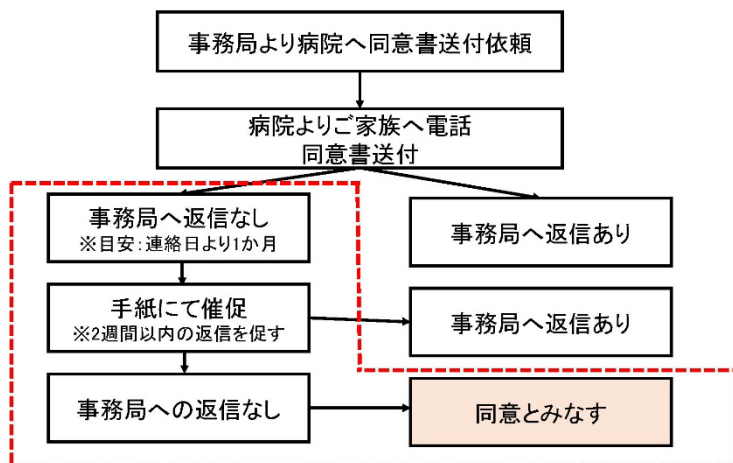 事務局より病院へ同意書送付依頼
病院よりご家族へ電話
同意書送付
事務局へ返信なし
※目安:連絡日より1か月
事務局へ返信あり
手紙にて催促
※2週間以内の返信を促す
事務局へ返信あり
事務局への返信なし
同意とみなす